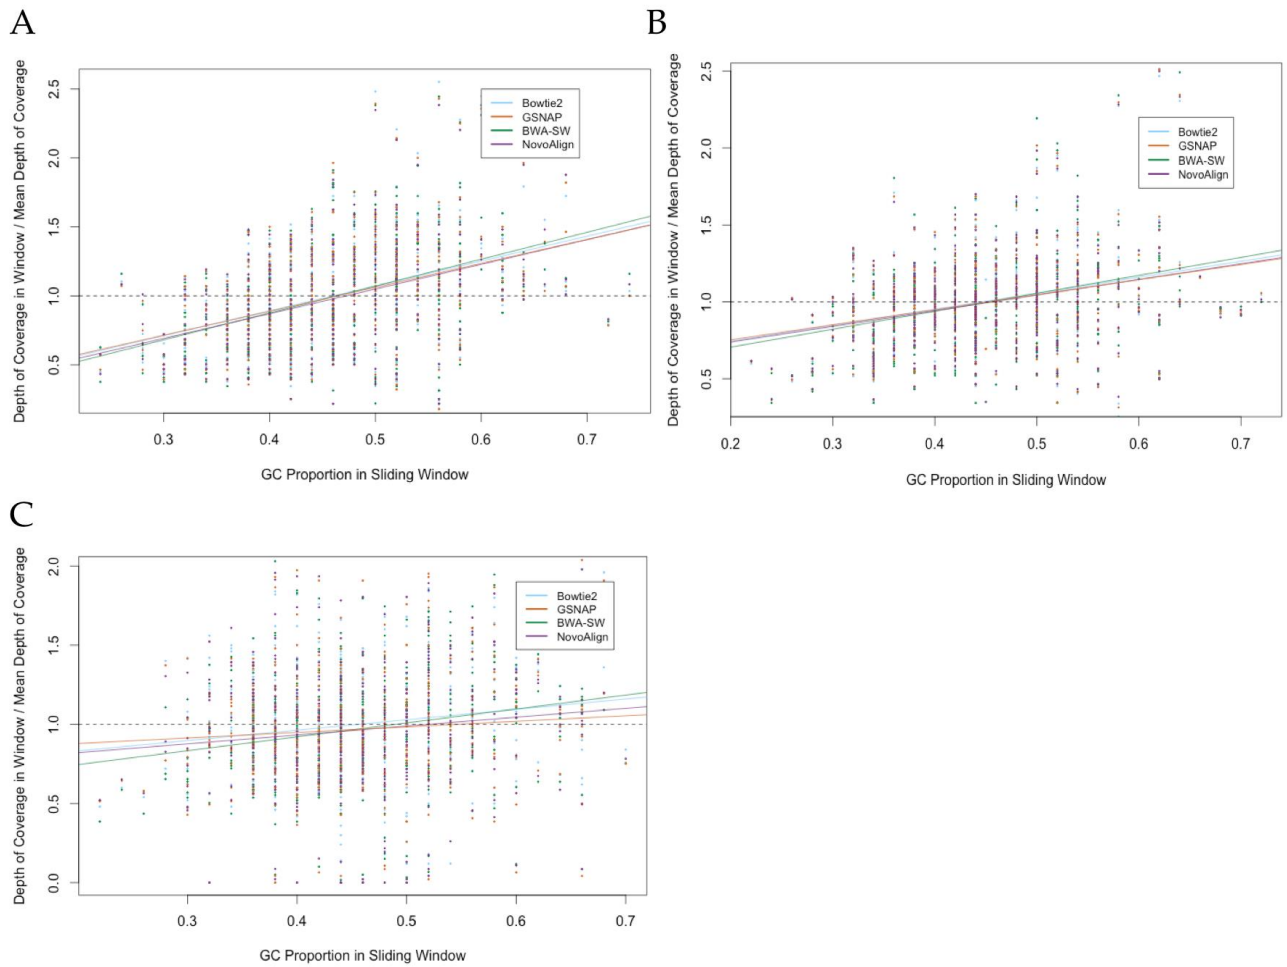 A
Depth of Coverage in Window / Mean Depth of Coverage
2.5
2.0
1.5
1.0
0.5
Bowtie2
GSNAP
BWA-SW
NovoAlign
0.3 0.4 0.5 0.6 0.7
GC Proportion in Sliding Window
B
Depth of Coverage in Window / Mean Depth of Coverage
2.5
2.0
1.5
1.0
0.5
Bowtie2
GSNAP
BWA-SW
NovoAlign
0.2 0.3 0.4 0.5 0.6 0.7
GC Proportion in Sliding Window
C
Depth of Coverage in Window / Mean Depth of Coverage
2.0
1.5
1.0
0.5
0.0
Bowtie2
GSNAP
BWA-SW
NovoAlign
0.3 0.4 0.5 0.6 0.7
GC Proportion in Sliding Window